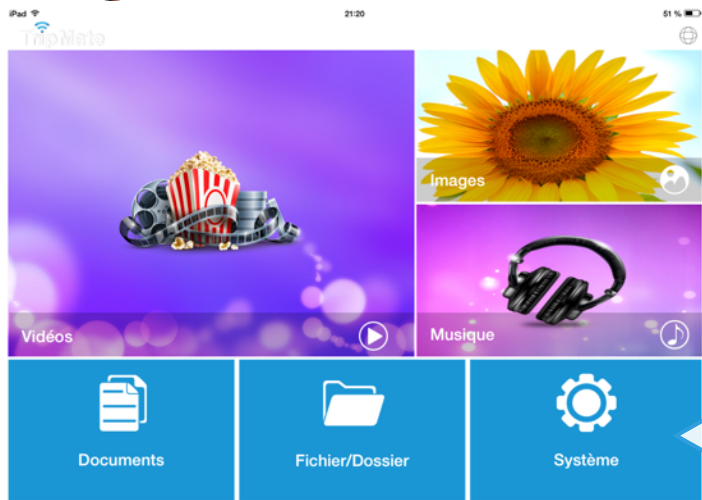 iPad 21:20 51 %
TripMate
Images
Vidéos
Musique
Documents
Fichier/Dossier
Système